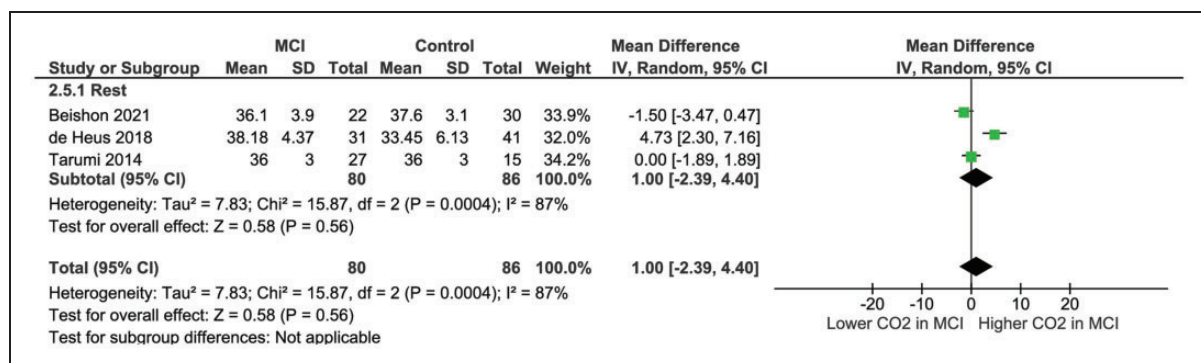 MCI Control Mean Difference Mean Difference
Study or Subgroup Mean SD Total Mean SD Total Weight IV, Random, 95% CI IV, Random, 95% CI
2.5.1 Rest
Beishon 2021 36.1 3.9 22 37.6 3.1 30 33.9% -1.50 [-3.47, 0.47]
de Heus 2018 38.18 4.37 31 33.45 6.13 41 32.0% 4.73 [2.30, 7.16]
Tarumi 2014 36 3 27 36 3 15 34.2% 0.00 [-1.89, 1.89]
Subtotal (95% CI) 80 86 100.0% 1.00 [-2.39, 4.40]
Heterogeneity: Tau² = 7.83; Chi² = 15.87, df = 2 (P = 0.0004); I² = 87%
Test for overall effect: Z = 0.58 (P = 0.56)
Total (95% CI) 80 86 100.0% 1.00 [-2.39, 4.40]
Heterogeneity: Tau² = 7.83; Chi² = 15.87, df = 2 (P = 0.0004); I² = 87%
Test for overall effect: Z = 0.58 (P = 0.56)
Test for subgroup differences: Not applicable
-20 -10 0 10 20
Lower CO2 in MCI Higher CO2 in MCI